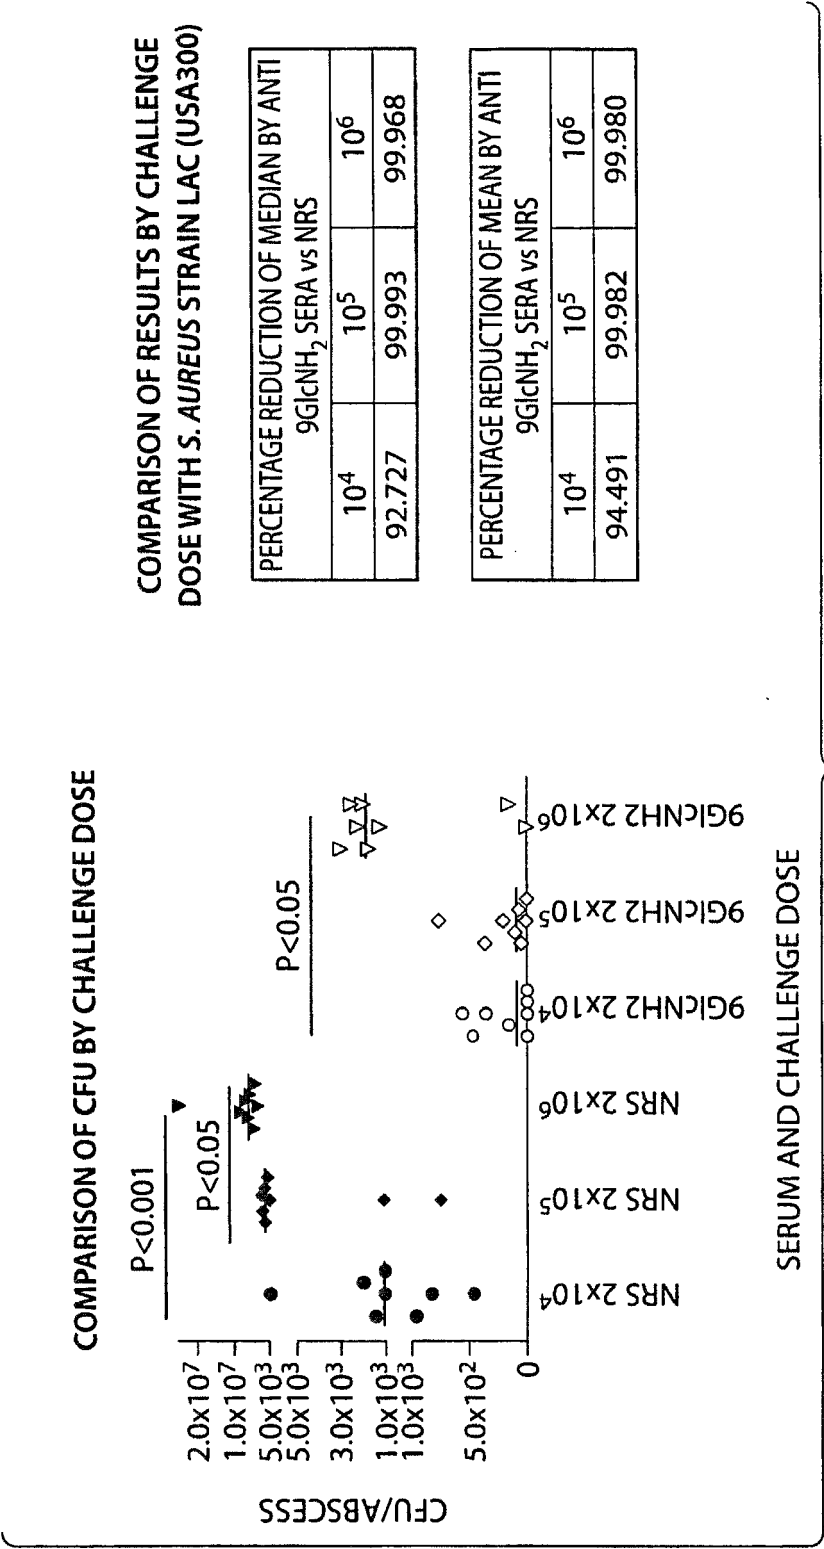 COMPARISON OF CFU BY CHALLENGE DOSE
P<0.001
P<0.05
P<0.05
CFU/ABSCESS
2.0x10⁷
1.0x10⁷
5.0x10³
5.0x10³
3.0x10³
1.0x10³
1.0x10³
5.0x10²
0
NRS 2x10⁴
NRS 2x10⁵
NRS 2x10⁶
9GlcNH2 2x10⁴
9GlcNH2 2x10⁵
9GlcNH2 2x10⁶
SERUM AND CHALLENGE DOSE
COMPARISON OF RESULTS BY CHALLENGE
DOSE WITH S. AUREUS STRAIN LAC (USA300)
PERCENTAGE REDUCTION OF MEDIAN BY ANTI
9GlcNH₂ SERA vs NRS
10⁴ 10⁵ 10⁶
92.727 99.993 99.968
PERCENTAGE REDUCTION OF MEAN BY ANTI
9GlcNH₂ SERA vs NRS
10⁴ 10⁵ 10⁶
94.491 99.982 99.980